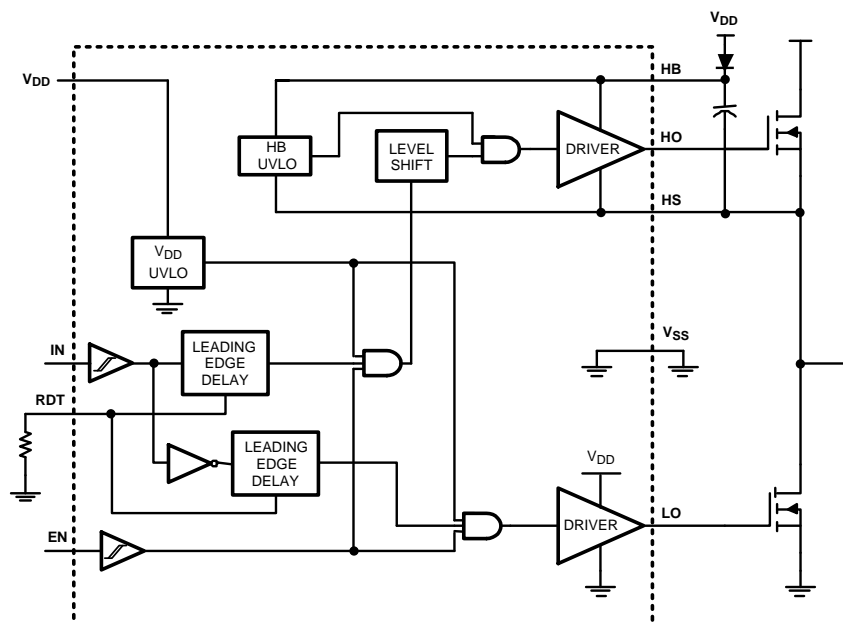 VDD
VDD
HB
HB
UVLO
LEVEL
SHIFT
DRIVER
HO
HS
VDD
UVLO
VSS
IN
LEADING
EDGE
DELAY
RDT
LEADING
EDGE
DELAY
VDD
DRIVER
LO
EN